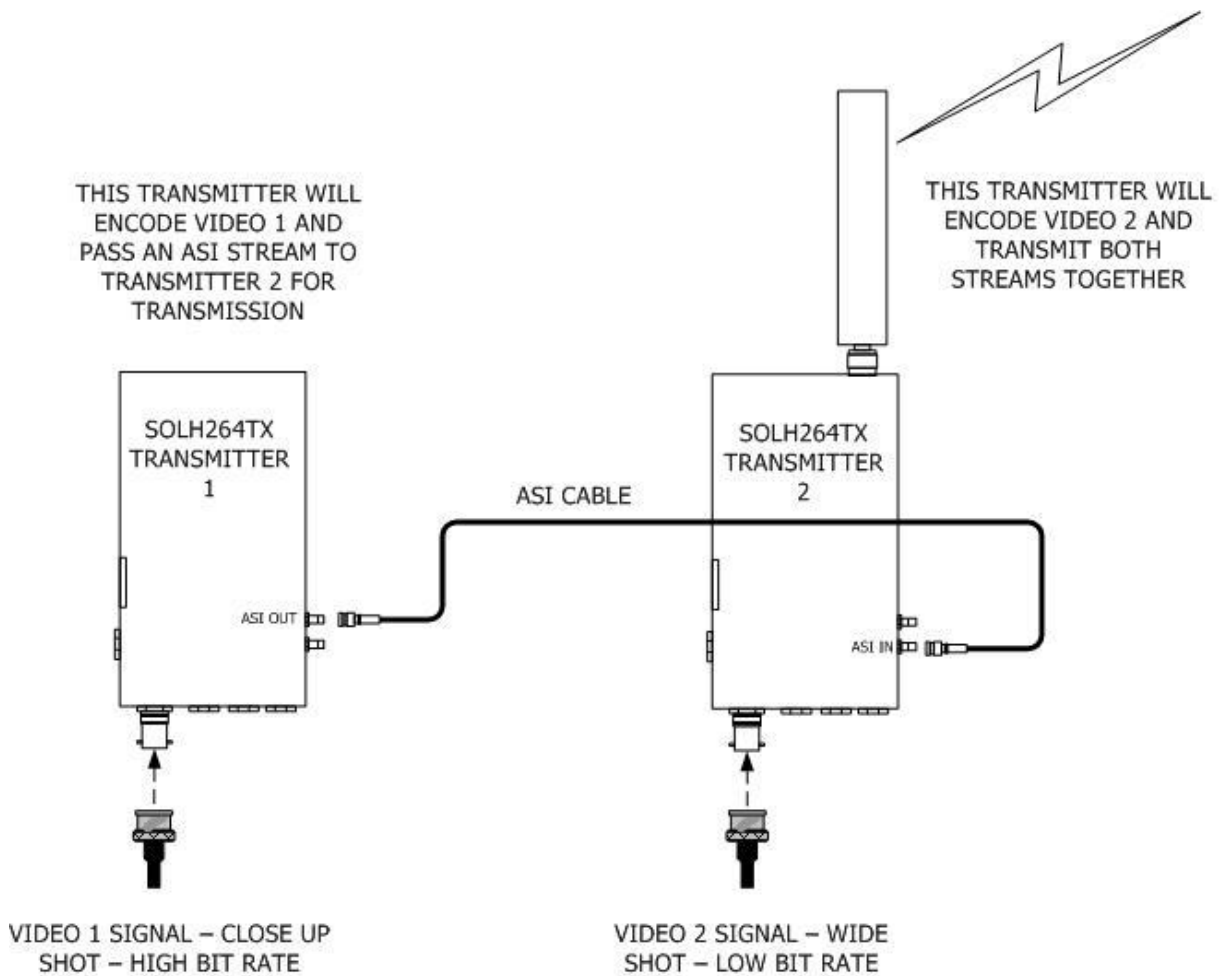 THIS TRANSMITTER WILL
ENCODE VIDEO 1 AND
PASS AN ASI STREAM TO
TRANSMITTER 2 FOR
TRANSMISSION
THIS TRANSMITTER WILL
ENCODE VIDEO 2 AND
TRANSMIT BOTH
STREAMS TOGETHER
SOLH264TX
TRANSMITTER
1
ASI OUT
ASI CABLE
SOLH264TX
TRANSMITTER
2
ASI IN
VIDEO 1 SIGNAL – CLOSE UP
SHOT – HIGH BIT RATE
VIDEO 2 SIGNAL – WIDE
SHOT – LOW BIT RATE